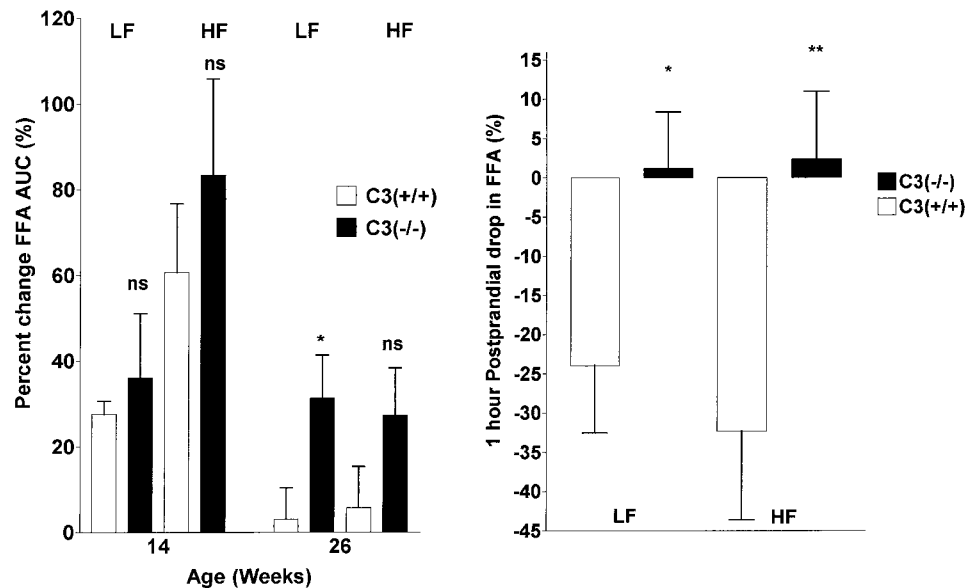 Percent change FFA AUC (%)
120
100
80
60
40
20
0
LF HF LF HF
ns
ns
*
ns
C3(+/+)
C3(-/-)
14 26
Age (Weeks)
1 hour Postprandial drop in FFA (%)
15
10
5
0
-5
-10
-15
-20
-25
-30
-35
-40
-45
*
**
LF HF
C3(-/-)
C3(+/+)